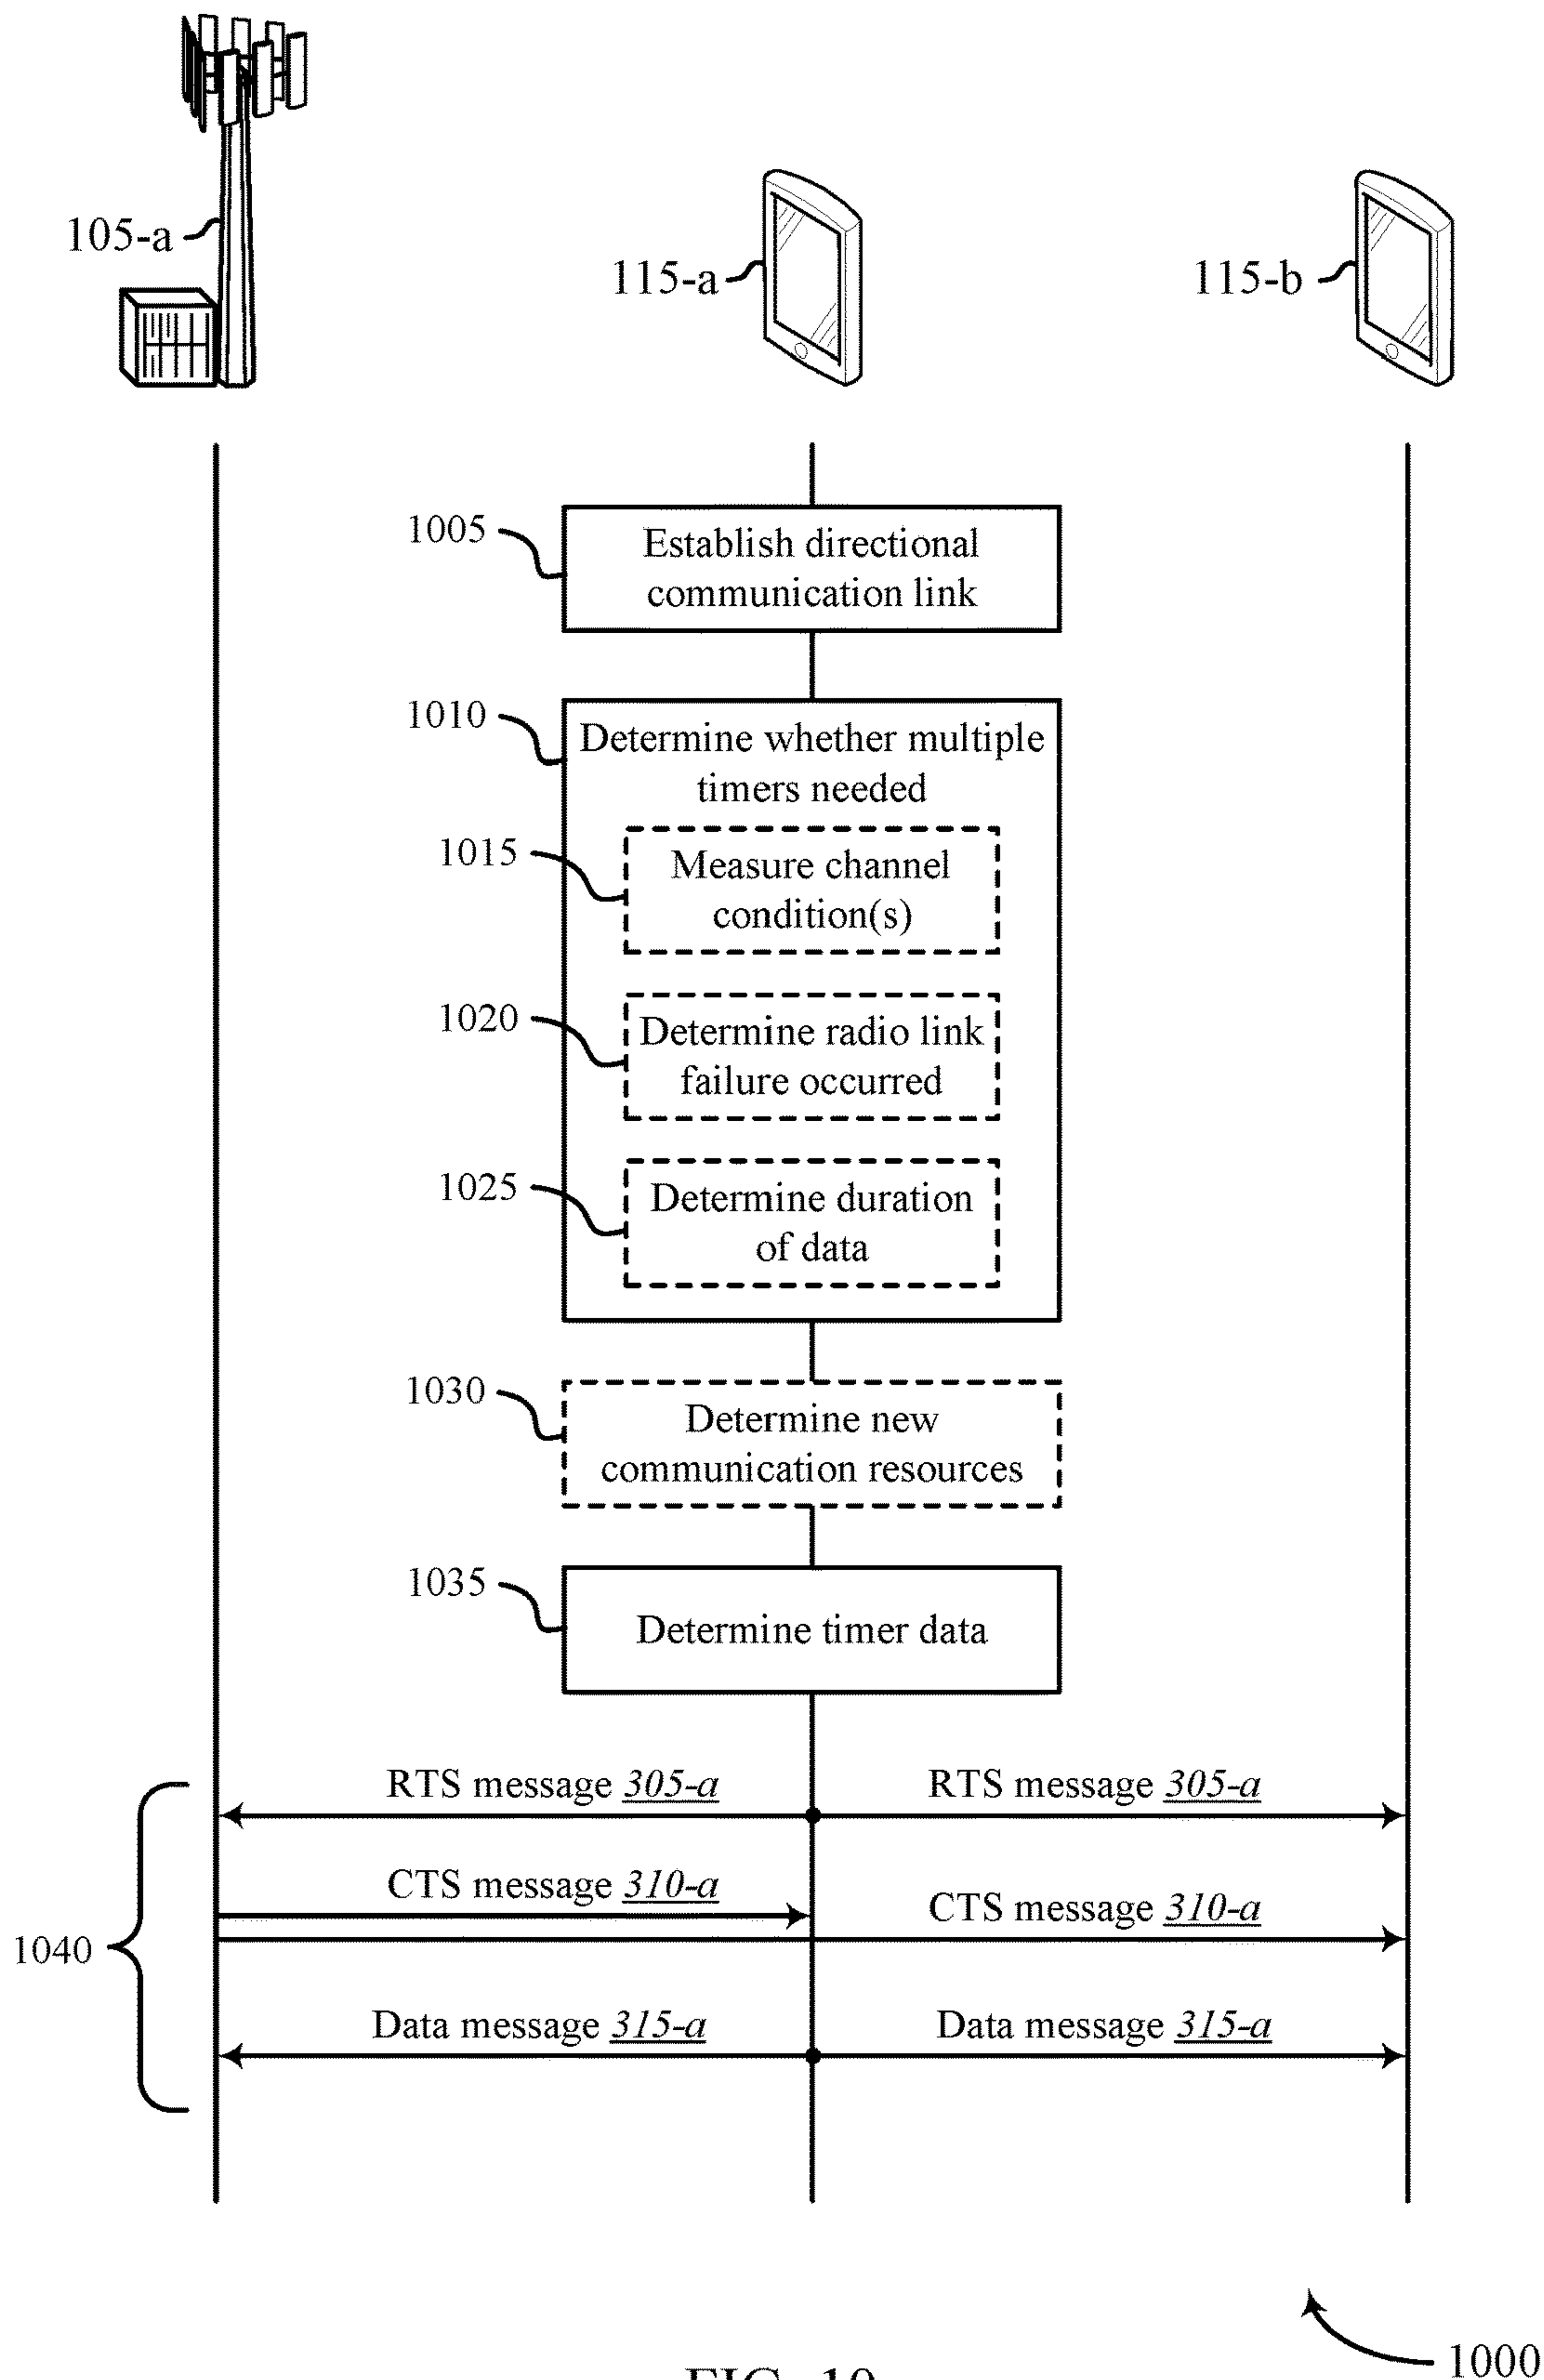 105-a
115-a
115-b
1005
Establish directional
communication link
1010
Determine whether multiple
timers needed
1015
Measure channel
condition(s)
1020
Determine radio link
failure occurred
1025
Determine duration
of data
1030
Determine new
communication resources
1035
Determine timer data
1040
RTS message 305-a
RTS message 305-a
CTS message 310-a
CTS message 310-a
Data message 315-a
Data message 315-a
1000
FIG. 10